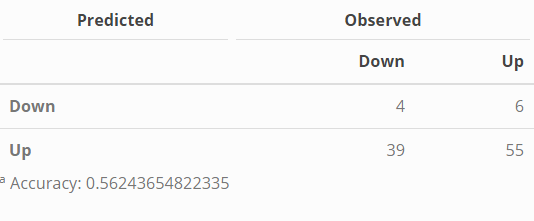 Predicted Observed
Down Up
Down 4 6
Up 39 55
a Accuracy: 0.56243654822335